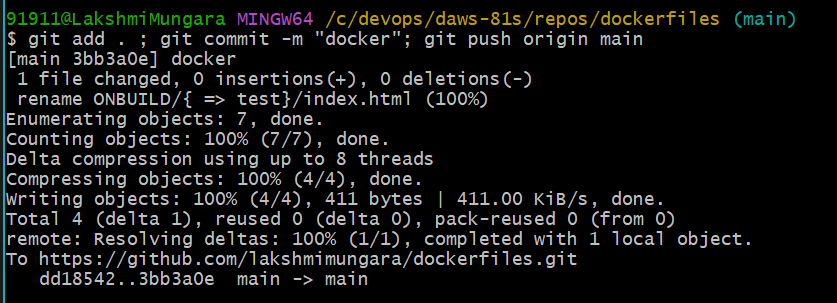 91911@LakshmiMungara MINGW64 /c/devops/daws-81s/repos/dockerfiles (main)
$ git add . ; git commit -m "docker"; git push origin main
[main 3bb3a0e] docker
 1 file changed, 0 insertions(+), 0 deletions(-)
 rename ONBUILD/{ => test}/index.html (100%)
Enumerating objects: 7, done.
Counting objects: 100% (7/7), done.
Delta compression using up to 8 threads
Compressing objects: 100% (4/4), done.
Writing objects: 100% (4/4), 411 bytes | 411.00 KiB/s, done.
Total 4 (delta 1), reused 0 (delta 0), pack-reused 0 (from 0)
remote: Resolving deltas: 100% (1/1), completed with 1 local object.
To https://github.com/lakshmimungara/dockerfiles.git
   dd18542..3bb3a0e  main -> main